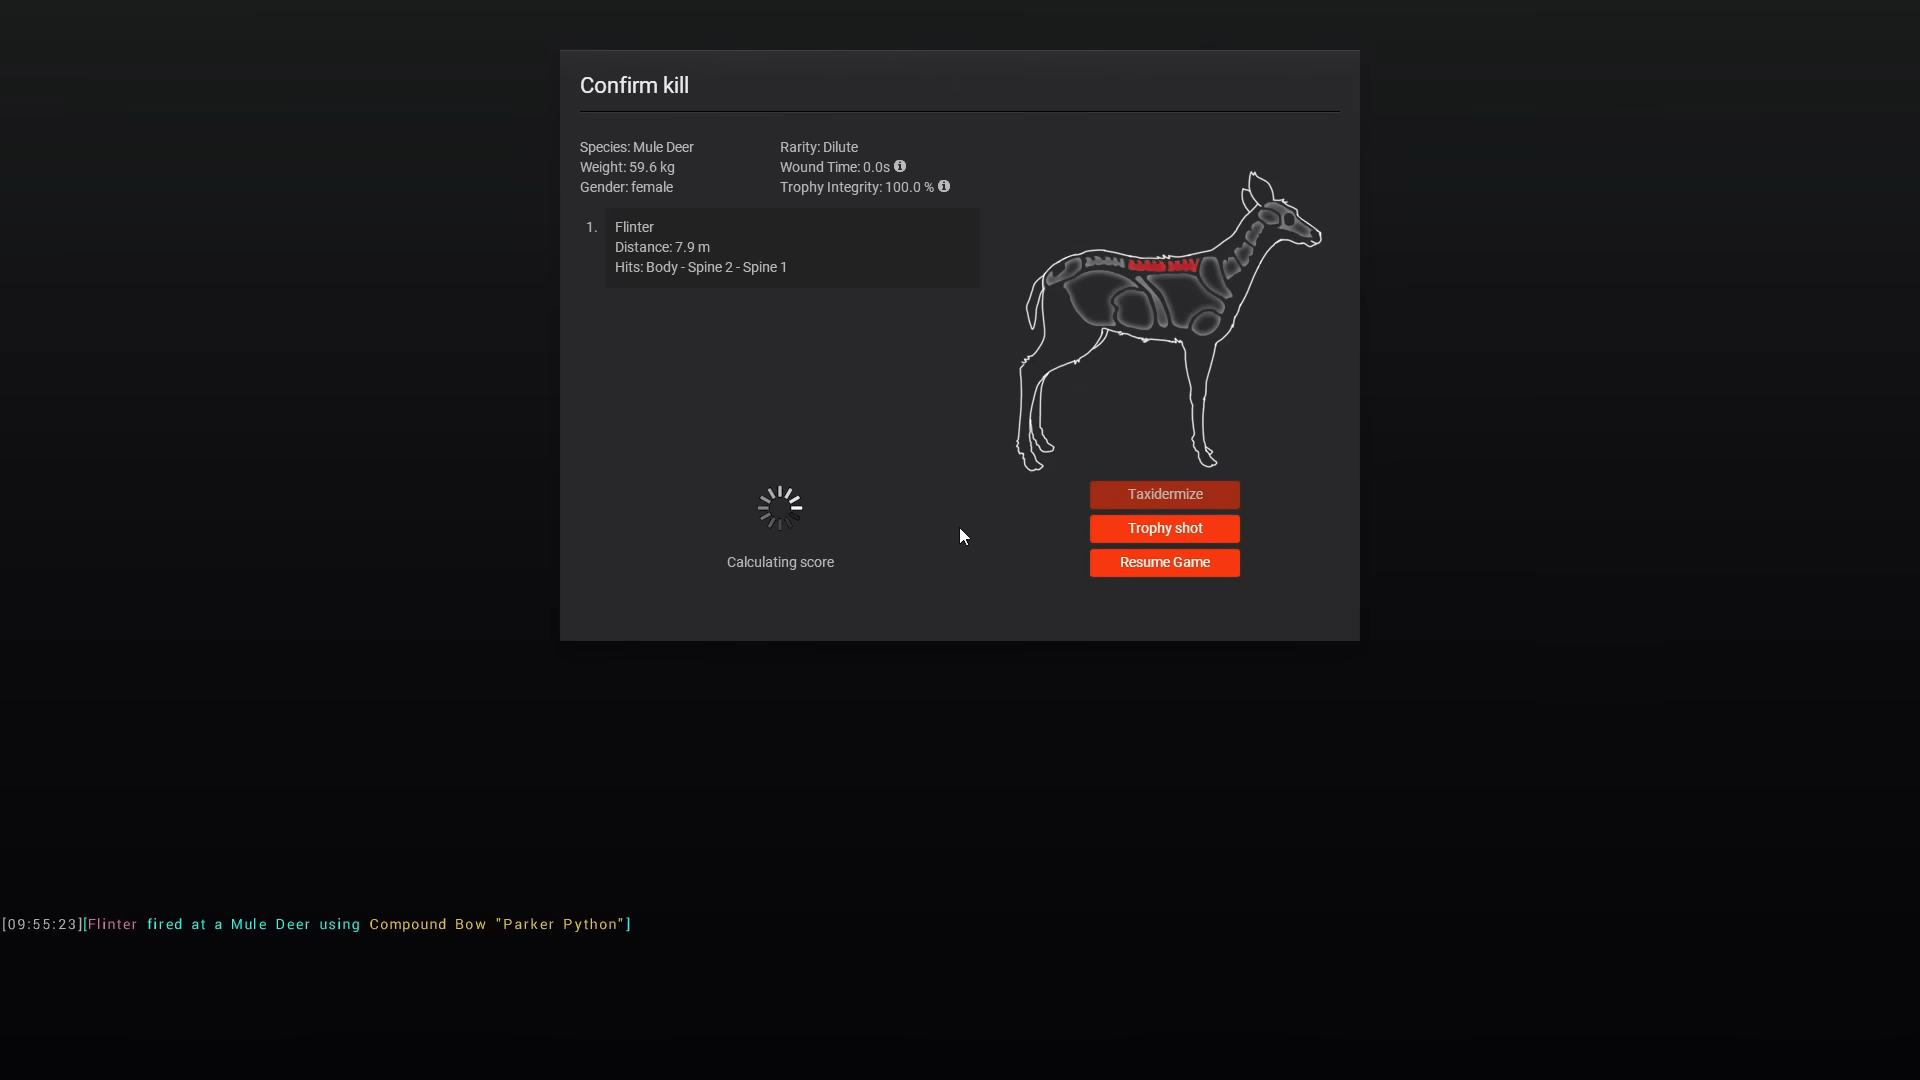 Confirm kill
Species: Mule Deer
Rarity: Dilute
Weight: 59.6 kg
Wound Time: 0.0s
Gender: female
Trophy Integrity: 100.0 %
1.
Flinter
Distance: 7.9 m
Hits: Body - Spine 2 - Spine 1
Taxidermize
Trophy shot
Calculating score
Resume Game
[09:55:23][Flinter fired at a Mule Deer using Compound Bow "Parker Python"]